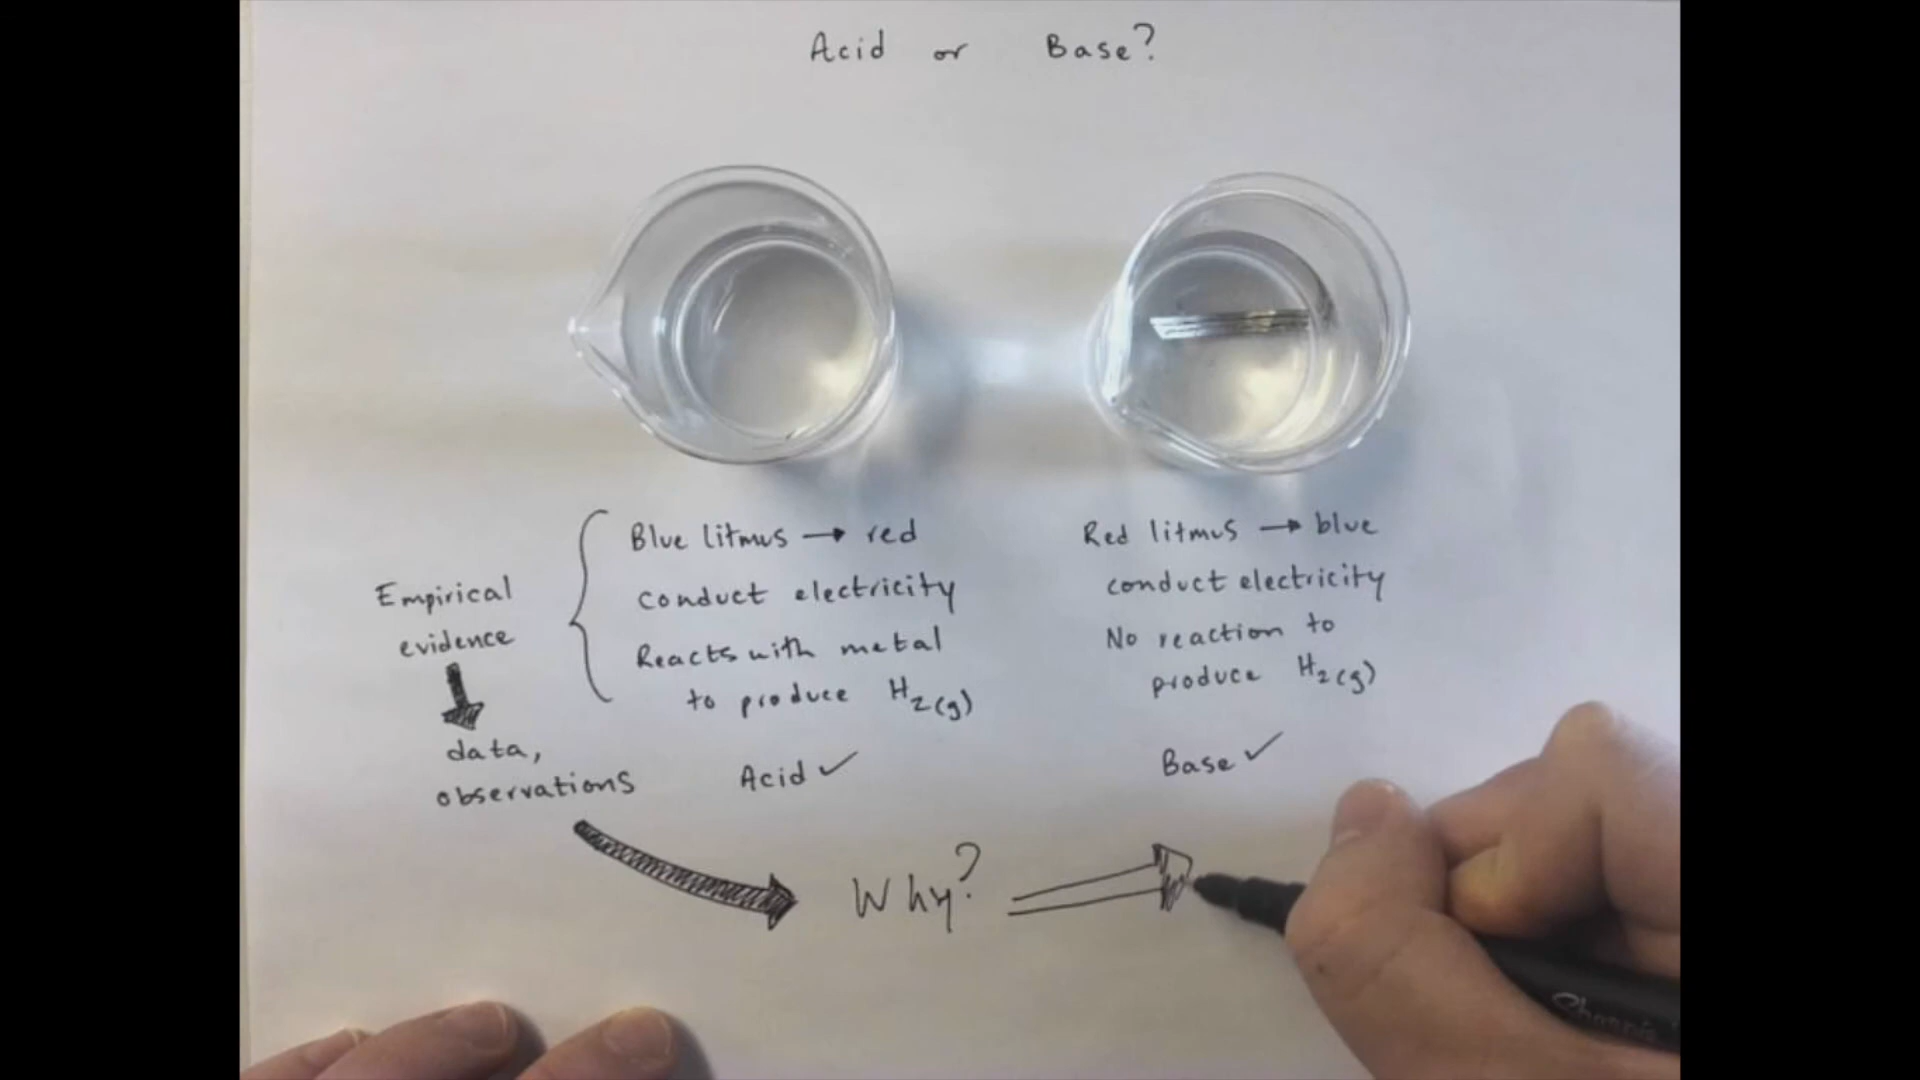 Acid or Base?
Blue litmus → red
conduct electricity
Reacts with metal
to produce H2(g)
Acid ✓
Red litmus → blue
conduct electricity
No reaction to
produce H2(g)
Base ✓
Empirical
evidence
data,
observations
Why?
Sharpie